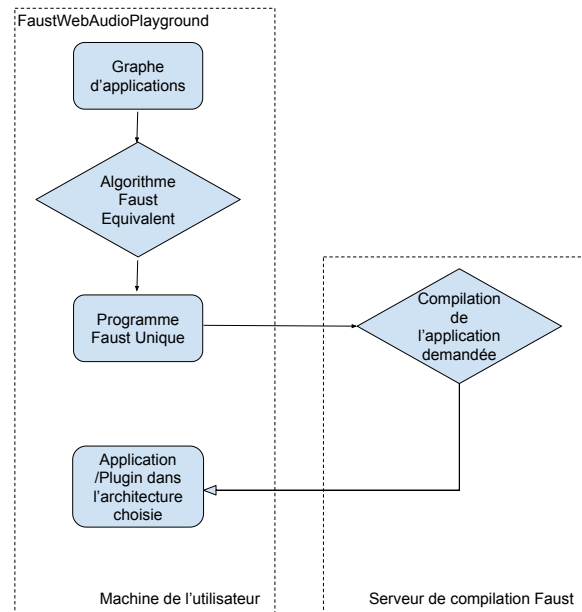 FaustWebAudioPlayground
Graphe
d'applications
Algorithme
Faust
Equivalent
Programme
Faust Unique
Compilation
de
l'application
demandée
Application
/Plugin dans
l'architecture
choisie
Machine de l'utilisateur
Serveur de compilation Faust